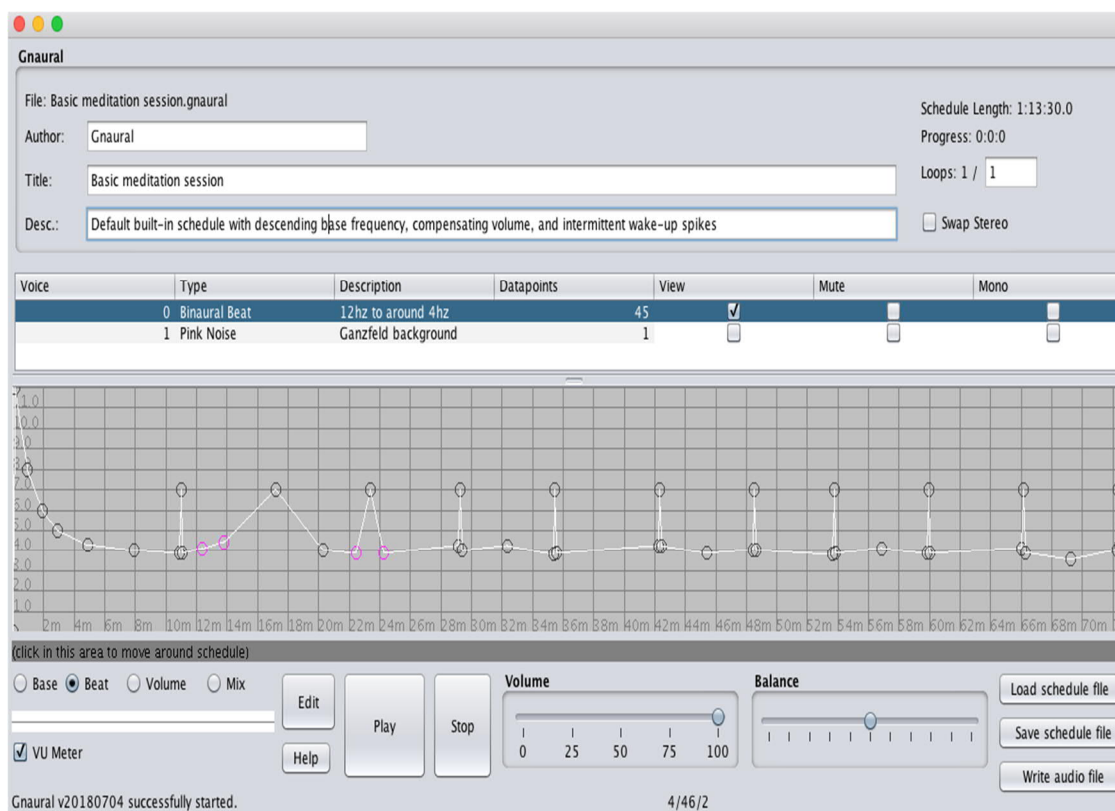 Gnaural
File: Basic meditation session.gnaural
Schedule Length: 1:13:30.0
Author: Gnaural
Progress: 0:0:0
Title: Basic meditation session
Loops: 1 / 1
Desc.: Default built-in schedule with descending base frequency, compensating volume, and intermittent wake-up spikes
Swap Stereo
Voice Type Description Datapoints View Mute Mono
0 Binaural Beat 12hz to around 4hz 45
1 Pink Noise Ganzfeld background 1
10.0
7.0
6.0
5.0
4.0
3.0
2.0
1.0
2m 4m 6m 8m 10m 12m 14m 16m 18m 20m 22m 24m 26m 28m 30m 32m 34m 36m 38m 40m 42m 44m 46m 48m 50m 52m 54m 56m 58m 60m 62m 64m 66m 68m 70m
(click in this area to move around schedule)
Base Beat Volume Mix
Edit
Play
Stop
Volume
0 25 50 75 100
Balance
Load schedule file
Save schedule file
Write audio file
VU Meter
Help
Gnaural v20180704 successfully started.
4/46/2